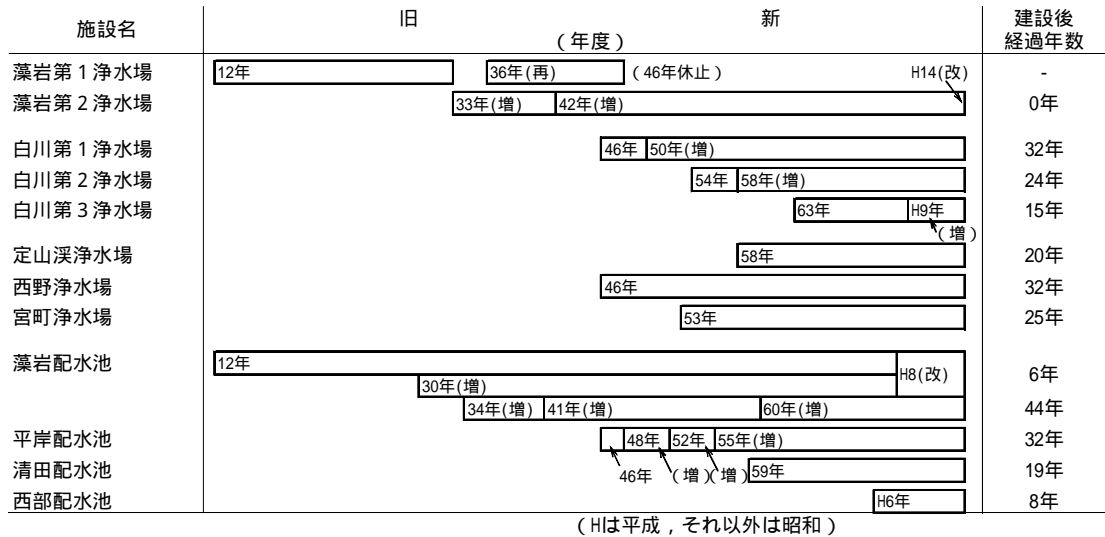 施設名 旧 新 建設後
（年度） 経過年数
藻岩第１浄水場 12年 36年(再) （46年休止） H14(改) -
藻岩第２浄水場 33年(増) 42年(増) 0年
白川第１浄水場 46年 50年(増) 32年
白川第２浄水場 54年 58年(増) 24年
白川第３浄水場 63年 H9年 15年
（増）
定山渓浄水場 58年 20年
西野浄水場 46年 32年
宮町浄水場 53年 25年
藻岩配水池 12年 H8(改) 6年
30年(増)
34年(増) 41年(増) 60年(増) 44年
平岸配水池 48年 52年 55年(増) 32年
清田配水池 46年 （増）（増） 59年 19年
西部配水池 H6年 8年
（Hは平成，それ以外は昭和）